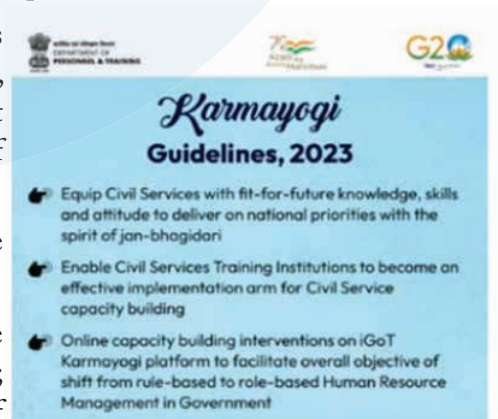 DEPARTMENT OF
PERSONNEL & TRAINING
G20
Karmayogi
Guidelines, 2023
Equip Civil Services with fit-for-future knowledge, skills
and attitude to deliver on national priorities with the
spirit of jan-bhagidari
Enable Civil Services Training Institutions to become an
effective implementation arm for Civil Service
capacity building
Online capacity building interventions on iGoT
Karmayogi platform to facilitate overall objective of
shift from rule-based to role-based Human Resource
Management in Government